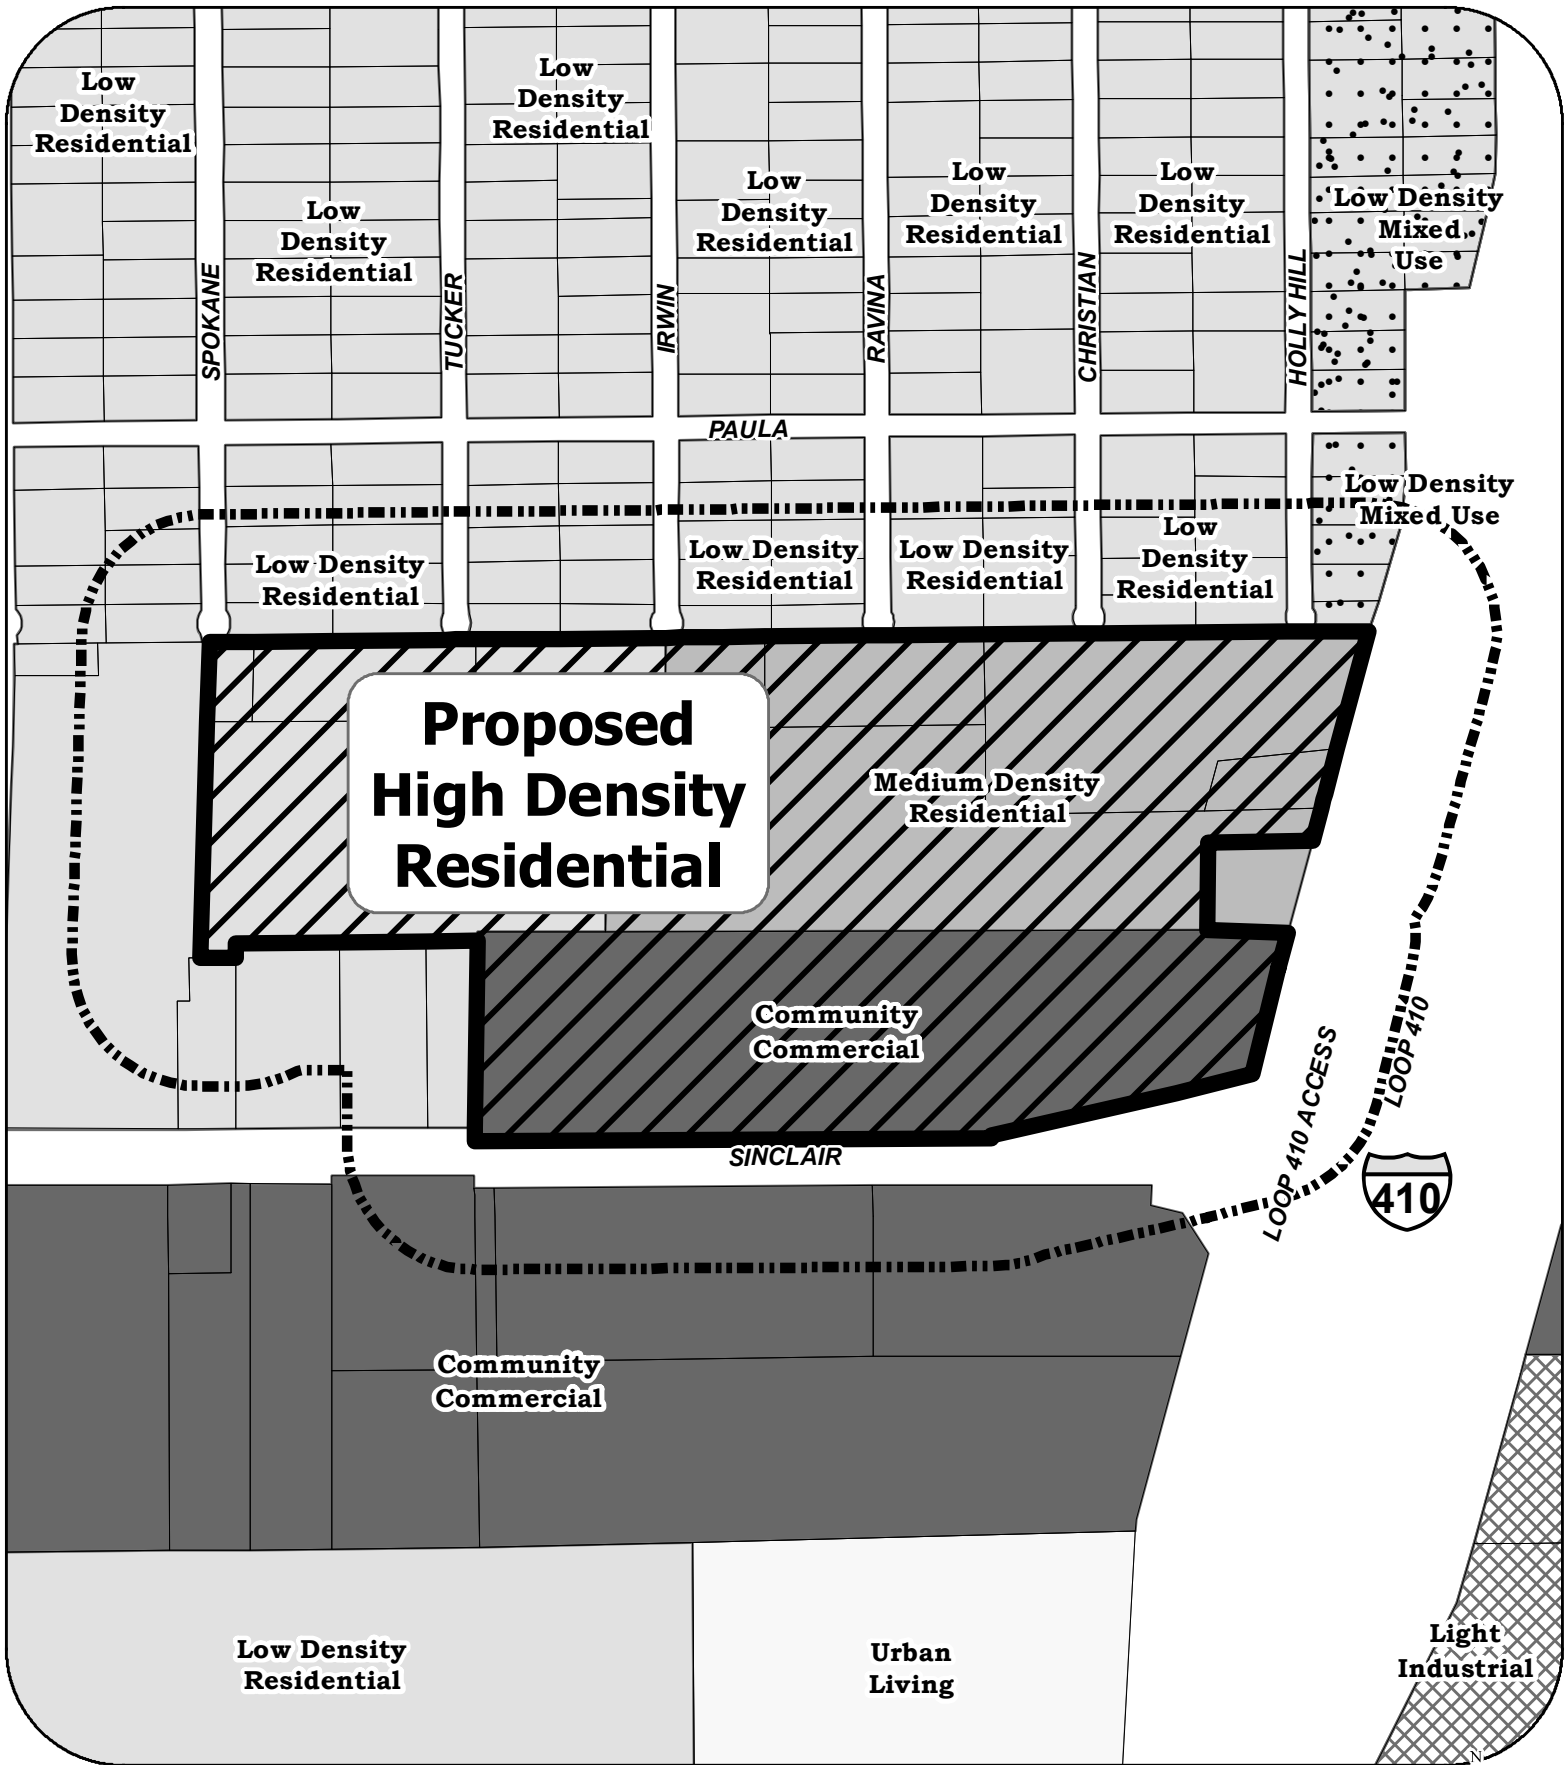 Low
Density
Residential
Low
Density
Residential
Low
Density
Residential
Low
Density
Residential
Low
Density
Residential
Low
Density
Residential
Low Density
Mixed
Use
SPOKANE
TUCKER
IRWIN
RAVINA
CHRISTIAN
HOLLY HILL
PAULA
Low Density
Mixed Use
Low Density
Residential
Low Density
Residential
Low Density
Residential
Low
Density
Residential
Proposed
High Density
Residential
Medium Density
Residential
Community
Commercial
SINCLAIR
LOOP 410 ACCESS
LOOP 410
410
Community
Commercial
Low Density
Residential
Urban
Living
Light
Industrial
N